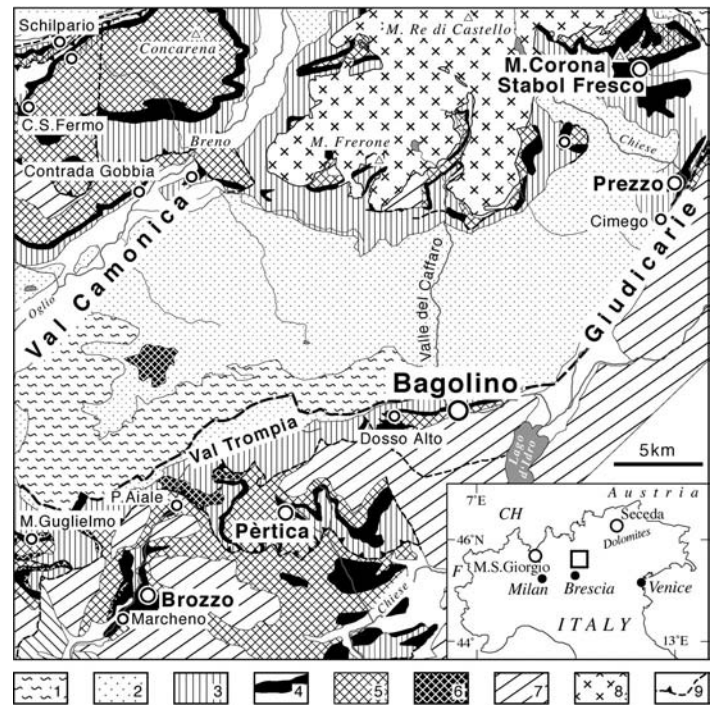 Schilpario
Concarena
M. Re di Castello
M.Corona
Stabol Fresco
C.S.Fermo
Breno
Chiese
Contrada Gobbia
M. Frerone
Prezzo
Cimego
Val Camonica
Oglio
Valle del Caffaro
Giudicarie
Bagolino
Val Trompia
Dosso Alto
Lago
d'Idro
5km
P.Aiale
M.Guglielmo
Pèrtica
Brozzo
Marcheno
Chiese
7°E
Austria
CH
Seceda
46°N
Dolomites
F
M.S.Giorgio
Milan
Brescia
Venice
ITALY
44°
13°E
1 2 3 4 5 6 7 8 9